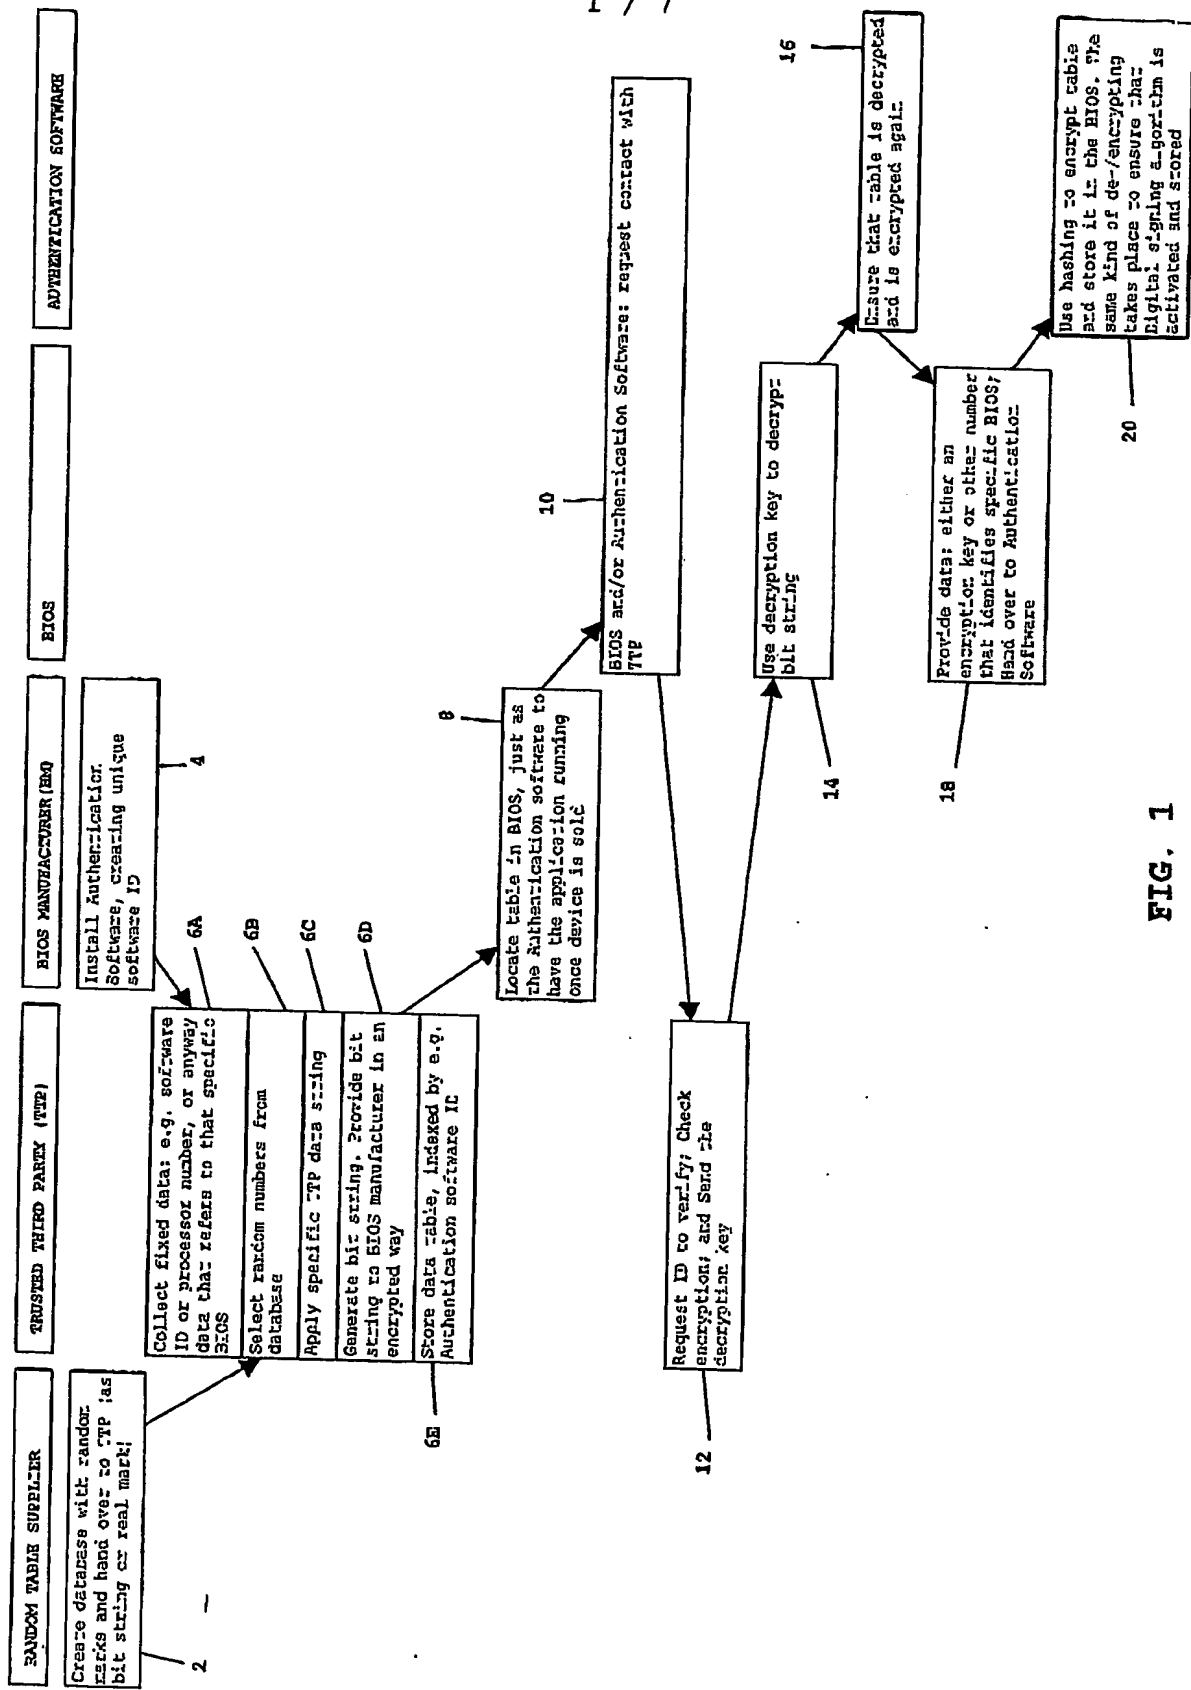 1 / 7
RANDOM TABLE SUPPLIER
TRUSTED THIRD PARTY (TTP)
BIOS MANUFACTURER(BM)
BIOS
AUTHENTICATION SOFTWARE
Create database with random
marks and hand over to TTP (as
bit string or real mark)
2
Install Authentication
Software, creating unique
software ID
4
Collect fixed data: e.g. software
ID or processor number, or anyway
data that refers to that specific
BIOS
6A
Select random numbers from
database
6B
Apply specific TTP data string
6C
Generate bit string. Provide bit
string to BIOS manufacturer in an
encrypted way
6D
Store data table, indexed by e.g.
Authentication software ID
6E
Locate table in BIOS, just as
the Authentication software to
have the application running
once device is sold
8
BIOS and/or Authentication Software: request contact with
TTP
10
Request ID to verify; Check
encryption; and Send the
decryption key
12
Use decryption key to decrypt
bit string
14
Ensure that table is decrypted
and is encrypted again
16
Provide data: either an
encryption key or other number
that identifies specific BIOS;
Hand over to Authentication
Software
18
Use hashing to encrypt table
and store it in the BIOS. The
same kind of de-/encrypting
takes place to ensure that
Digital signing algorithm is
activated and stored
20
FIG. 1